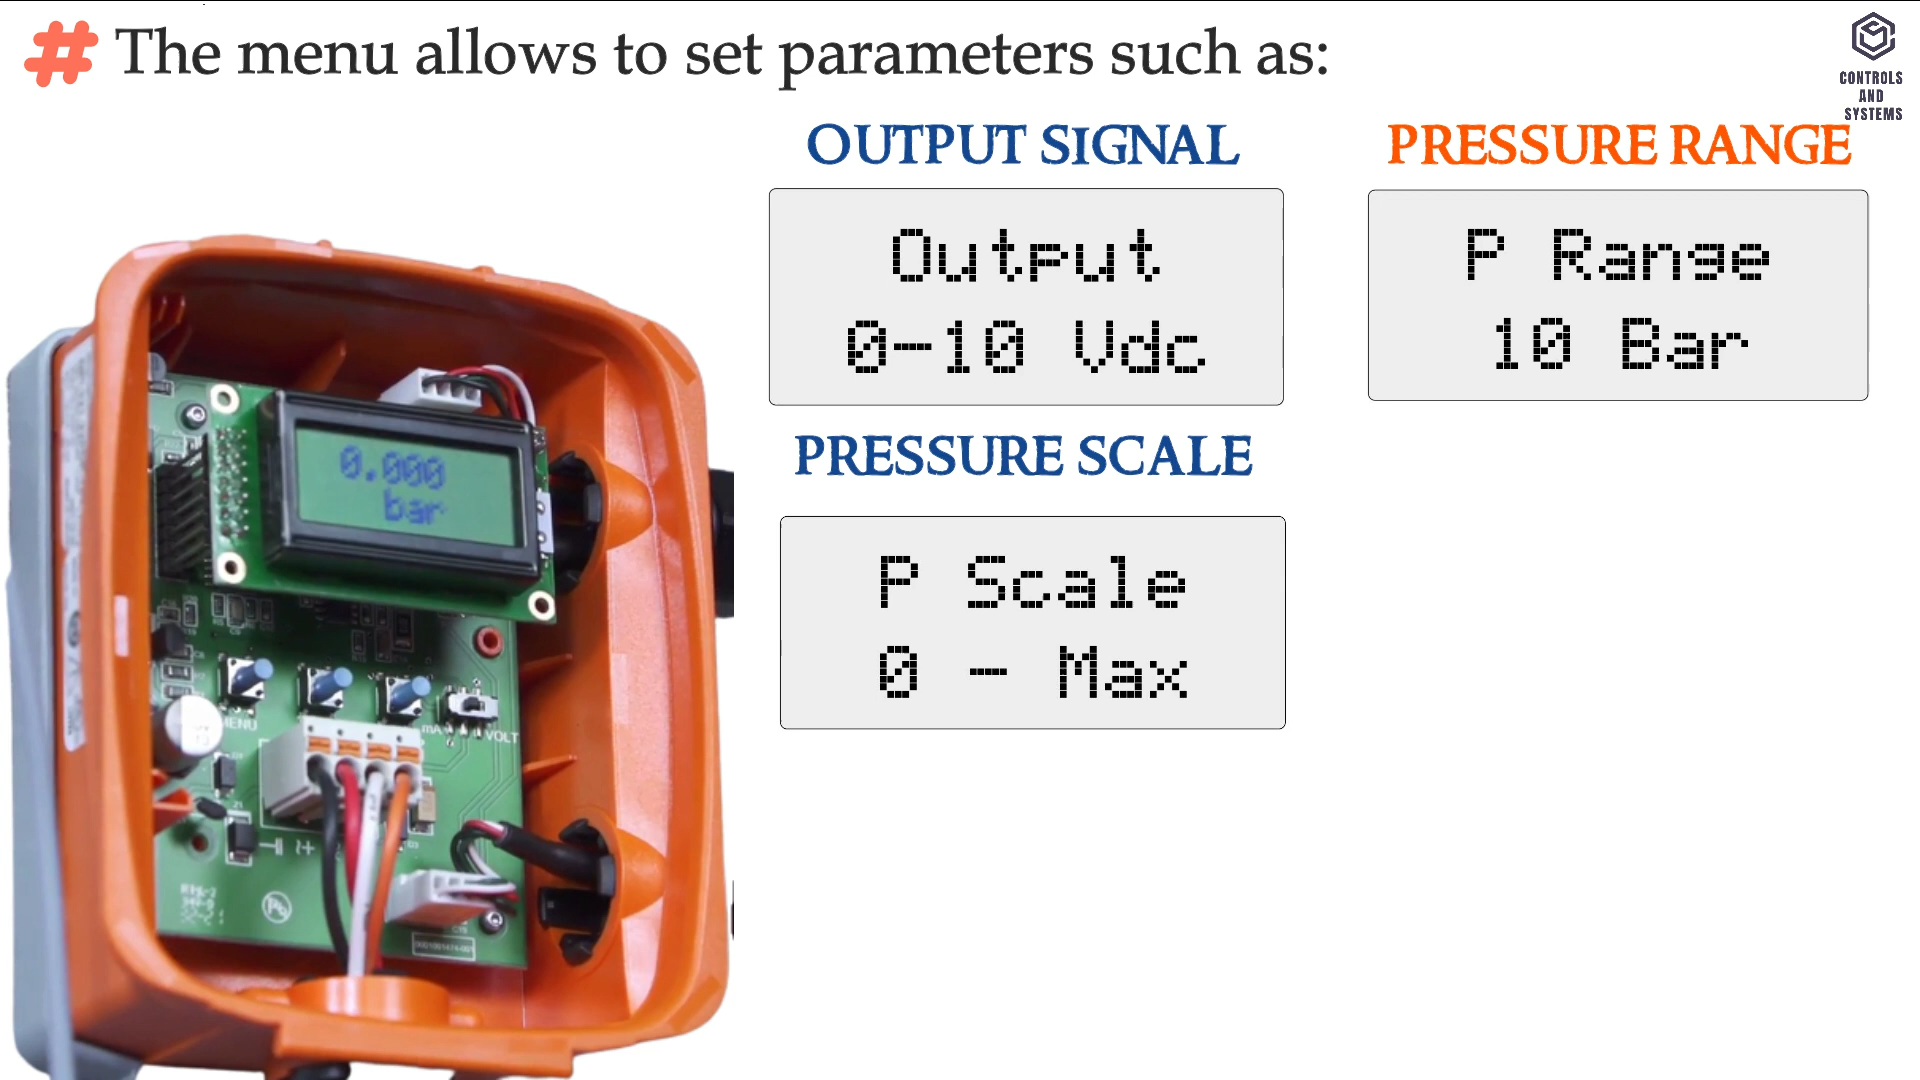 # The menu allows to set parameters such as:
CONTROLS
AND
SYSTEMS
OUTPUT SIGNAL
Output
0-10 Vdc
PRESSURE RANGE
P Range
10 Bar
PRESSURE SCALE
P Scale
0 - Max
0.000
bar
MENU
mA
VOLT
Pb